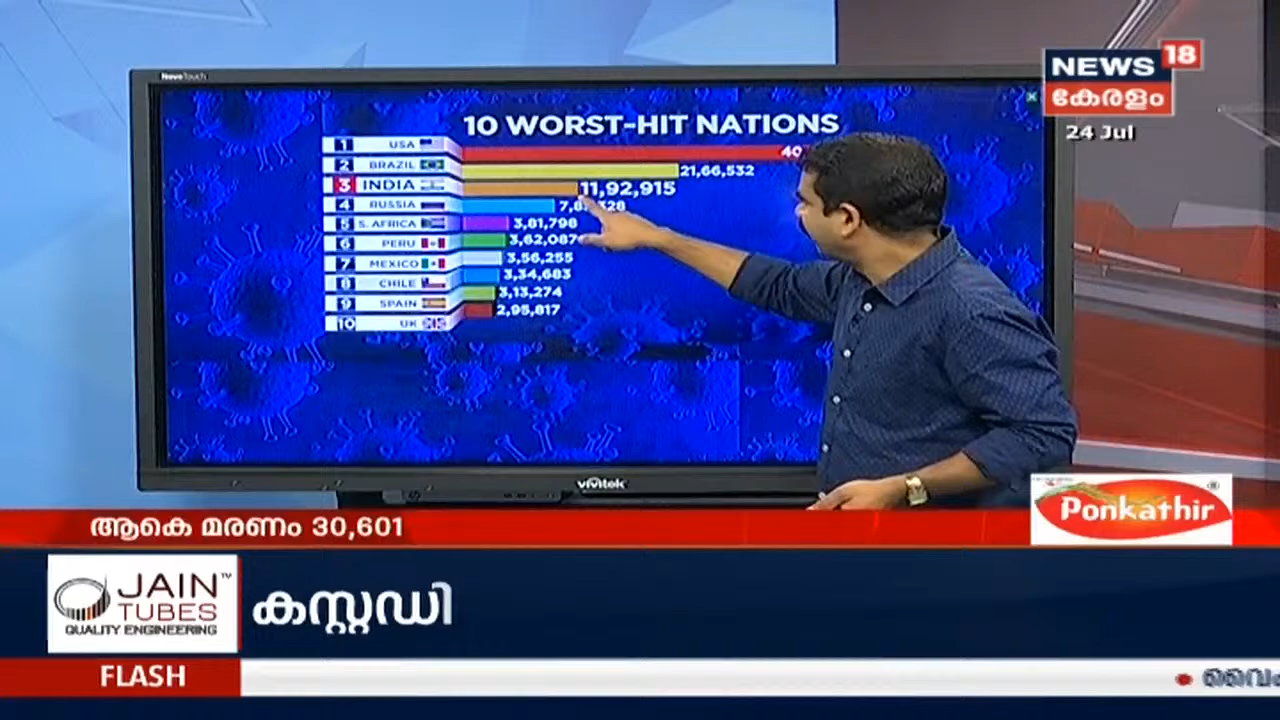 NovoTouch
NEWS 18
കേരളം
24 Jul
10 WORST-HIT NATIONS
1 USA 40
2 BRAZIL 21,66,532
3 INDIA 11,92,915
4 RUSSIA
5 S. AFRICA 3,81,798
6 PERU 3,62,087
7 MEXICO 3,56,255
8 CHILE 3,34,683
9 SPAIN 3,13,274
10 UK 2,95,817
vivitek
ആകെ മരണം 30,601
Ponkathir ®
JAIN ™
TUBES
QUALITY ENGINEERING
കസ്റ്റഡി
FLASH